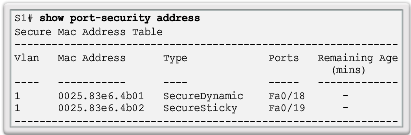 S1# show port-security address
Secure Mac Address Table
-------------------------------------------------------
Vlan Mac Address Type Ports Remaining Age
(mins)
---- ----------- ---- ----- -------------
1 0025.83e6.4b01 SecureDynamic Fa0/18 -
1 0025.83e6.4b02 SecureSticky Fa0/19 -
-------------------------------------------------------